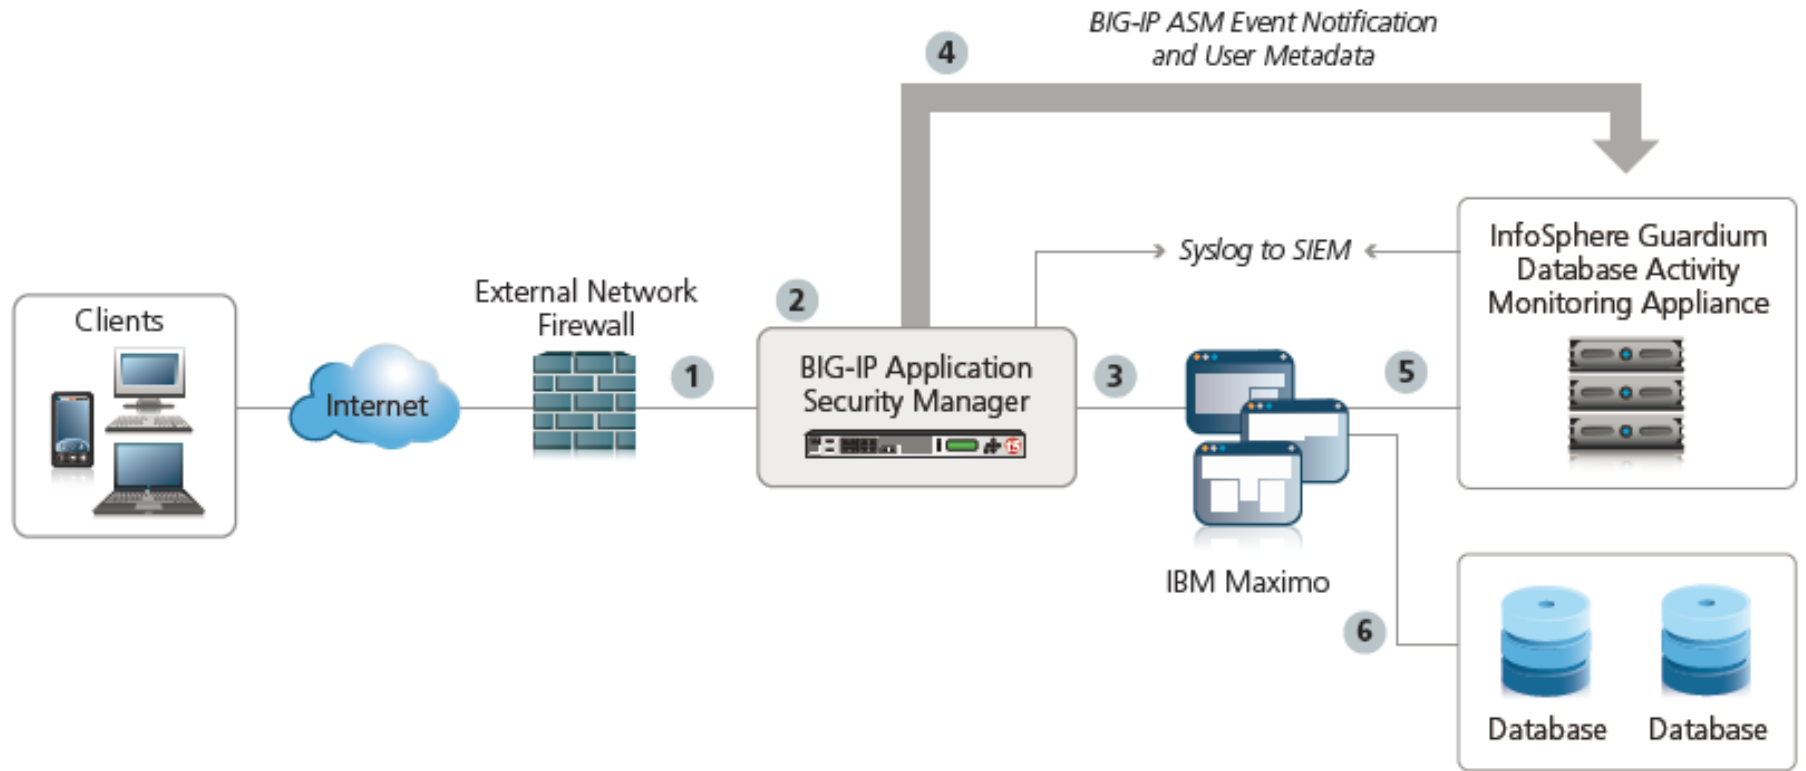 BIG-IP ASM Event Notification
and User Metadata
4
Syslog to SIEM
InfoSphere Guardium
Database Activity
Monitoring Appliance
Clients
Internet
External Network
Firewall
1
2
BIG-IP Application
Security Manager
f5
3
IBM Maximo
5
6
Database
Database